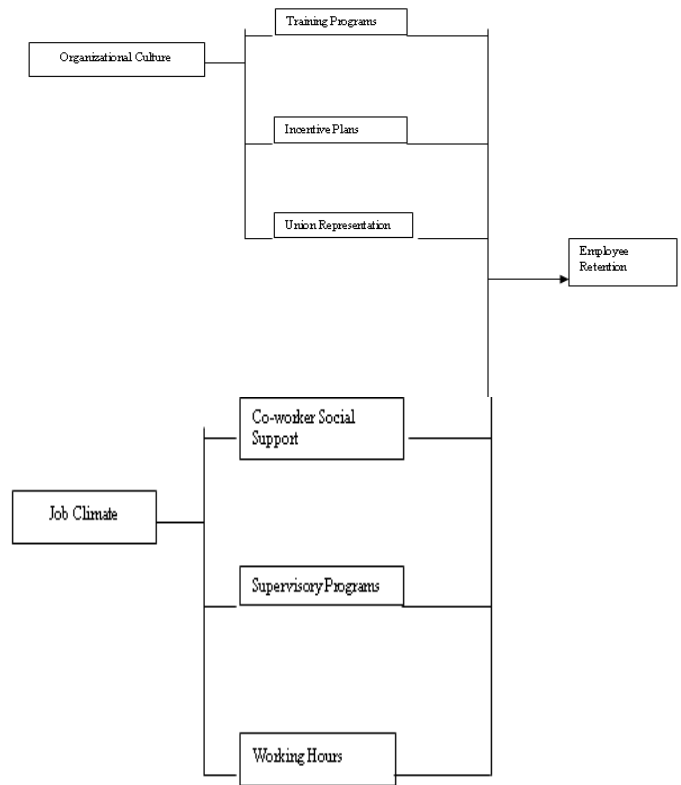 Training Programs
Organizational Culture
Incentive Plans
Union Representation
Employee
Retention
Co-worker Social
Support
Job Climate
Supervisory Programs
Working Hours